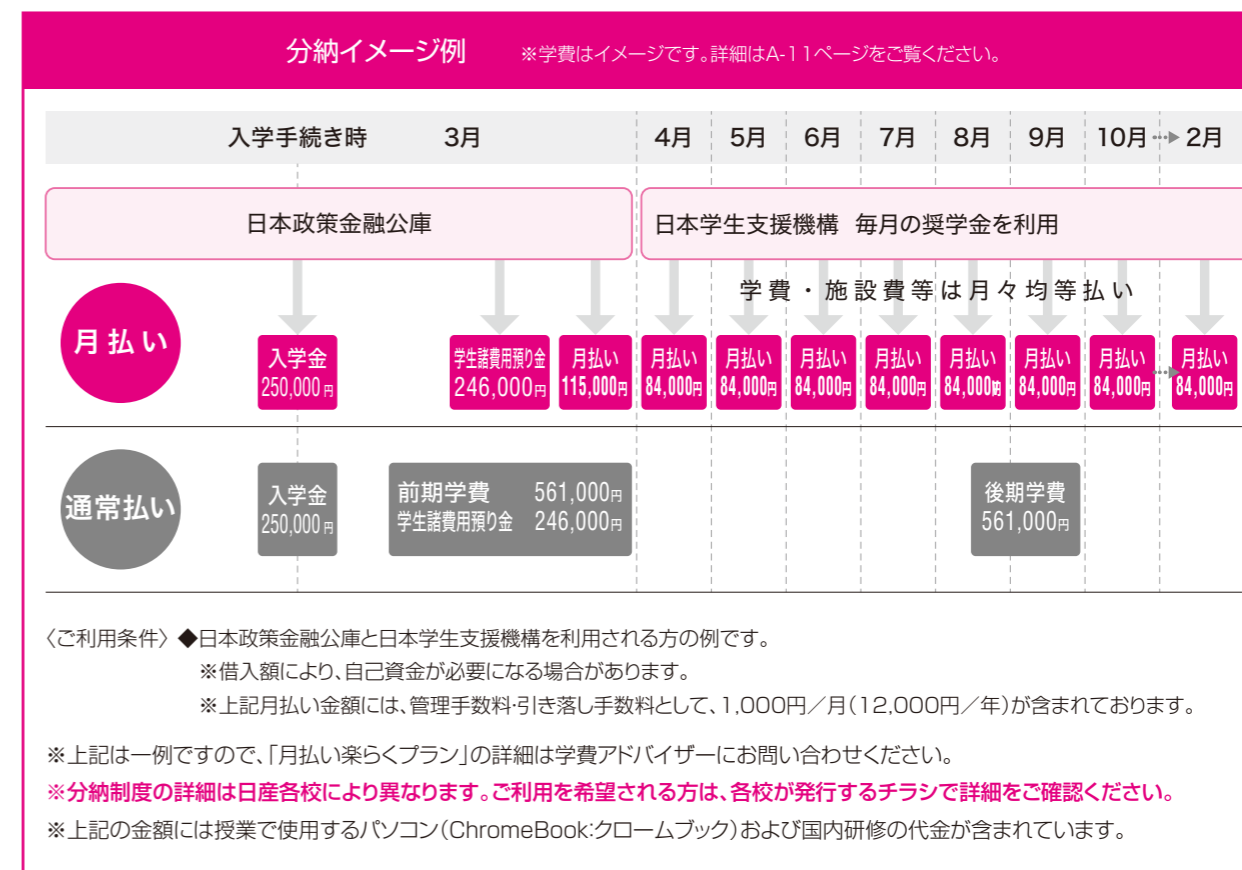 分納イメージ例 ※学費はイメージです。詳細はA-11ページをご覧ください。
入学手続き時 3月 4月 5月 6月 7月 8月 9月 10月 2月
日本政策金融公庫 日本学生支援機構 毎月の奨学金を利用
学費・施設費等は月々均等払い
月払い
入学金 学生諸費用預り金 月払い 月払い 月払い 月払い 月払い 月払い 月払い 月払い 月払い
250,000円 246,000円 115,000円 84,000円 84,000円 84,000円 84,000円 84,000 84,000円 84,000円 84,000円
通常払い
入学金 前期学費 561,000円 後期学費
250,000円 学生諸費用預り金 246,000円 561,000円
〈ご利用条件〉◆日本政策金融公庫と日本学生支援機構を利用される方の例です。
※借入額により、自己資金が必要になる場合があります。
※上記月払い金額には、管理手数料・引き落し手数料として、1,000円／月（12,000円／年）が含まれております。
※上記は一例ですので、「月払い楽らくプラン」の詳細は学費アドバイザーにお問い合わせください。
※分納制度の詳細は日産各校により異なります。ご利用を希望される方は、各校が発行するチラシで詳細をご確認ください。
※上記の金額には授業で使用するパソコン（ChromeBook:クロームブック）および国内研修の代金が含まれています。